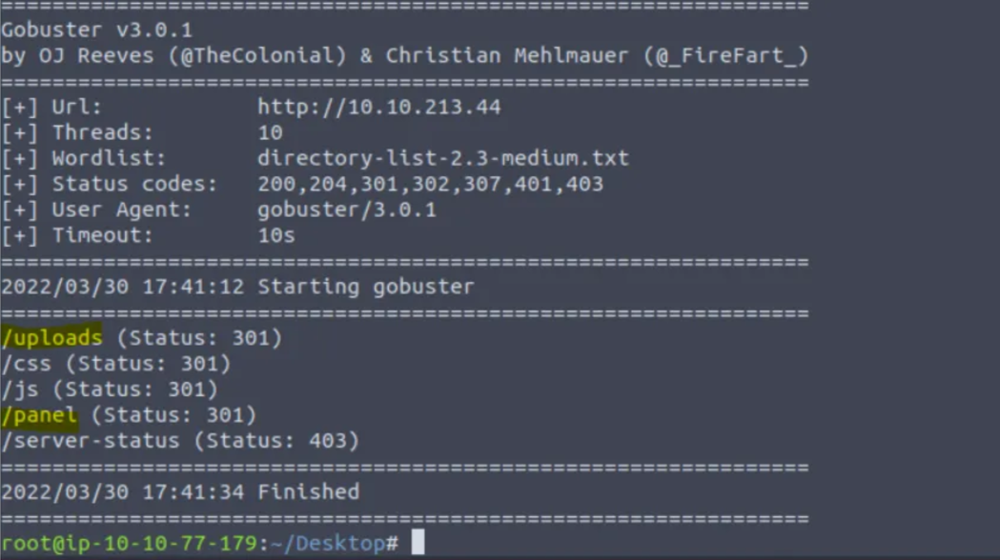 ===============================================================
Gobuster v3.0.1
by OJ Reeves (@TheColonial) & Christian Mehlmauer (@_FireFart_)
===============================================================
[+] Url:            http://10.10.213.44
[+] Threads:        10
[+] Wordlist:       directory-list-2.3-medium.txt
[+] Status codes:   200,204,301,302,307,401,403
[+] User Agent:     gobuster/3.0.1
[+] Timeout:        10s
===============================================================
2022/03/30 17:41:12 Starting gobuster
===============================================================
/uploads (Status: 301)
/css (Status: 301)
/js (Status: 301)
/panel (Status: 301)
/server-status (Status: 403)
===============================================================
2022/03/30 17:41:34 Finished
===============================================================
root@ip-10-10-77-179:~/Desktop#